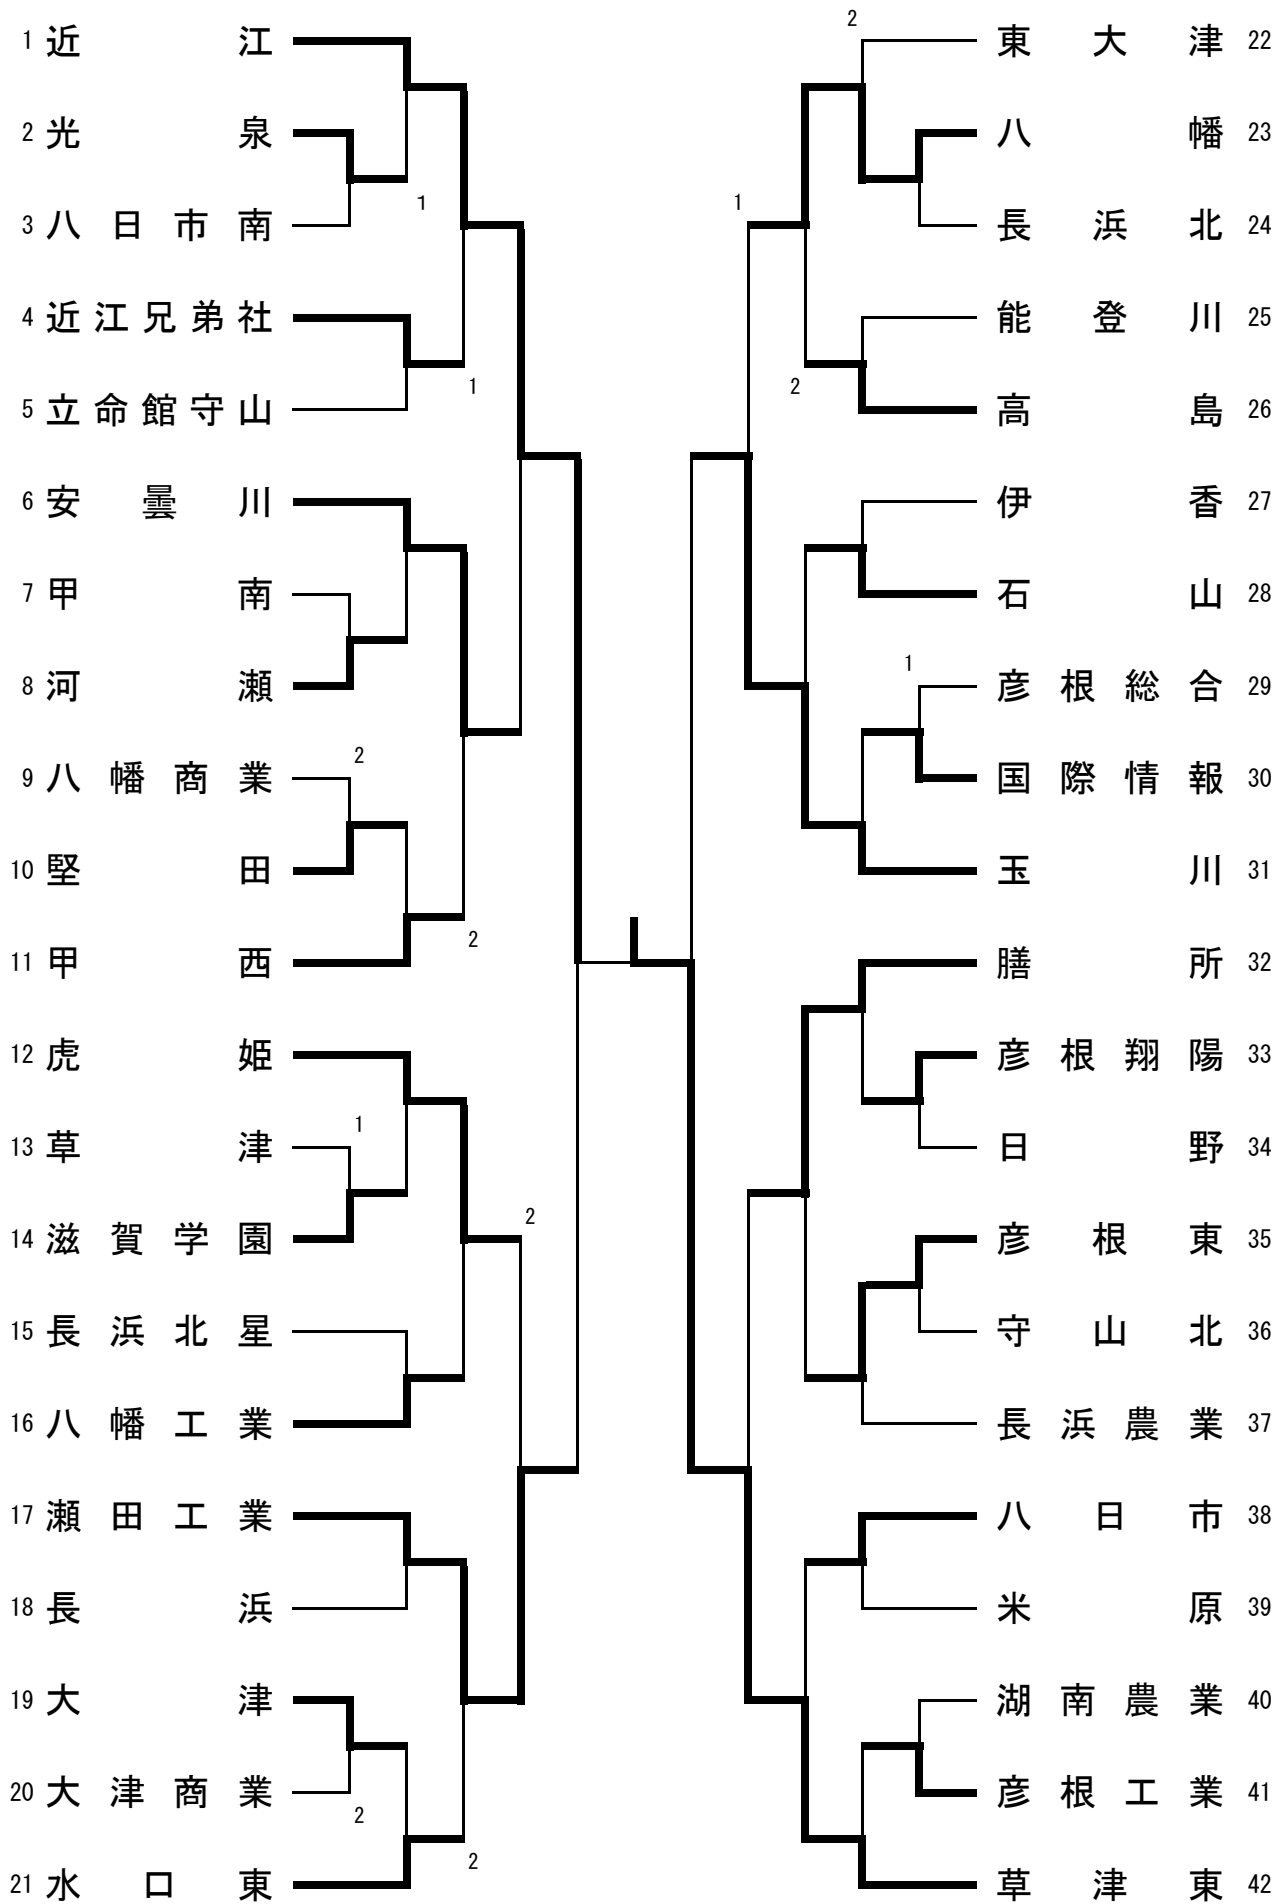 1 近江
2 光泉
3 八日市南
4 近江兄弟社
5 立命館守山
6 安曇川
7 甲南
8 河瀬
9 八幡商業
10 堅田
11 甲西
12 虎姫
13 草津
14 滋賀学園
15 長浜北星
16 八幡工業
17 瀬田工業
18 長浜
19 大津
20 大津商業
21 水口東
1
1
2
2
1
2
2
2
2
1
2
1
東大津 22
八幡 23
長浜北 24
能登川 25
高島 26
伊香 27
石山 28
彦根総合 29
国際情報 30
玉川 31
膳所 32
彦根翔陽 33
日野 34
彦根東 35
守山北 36
長浜農業 37
八日市 38
米原 39
湖南農業 40
彦根工業 41
草津東 42